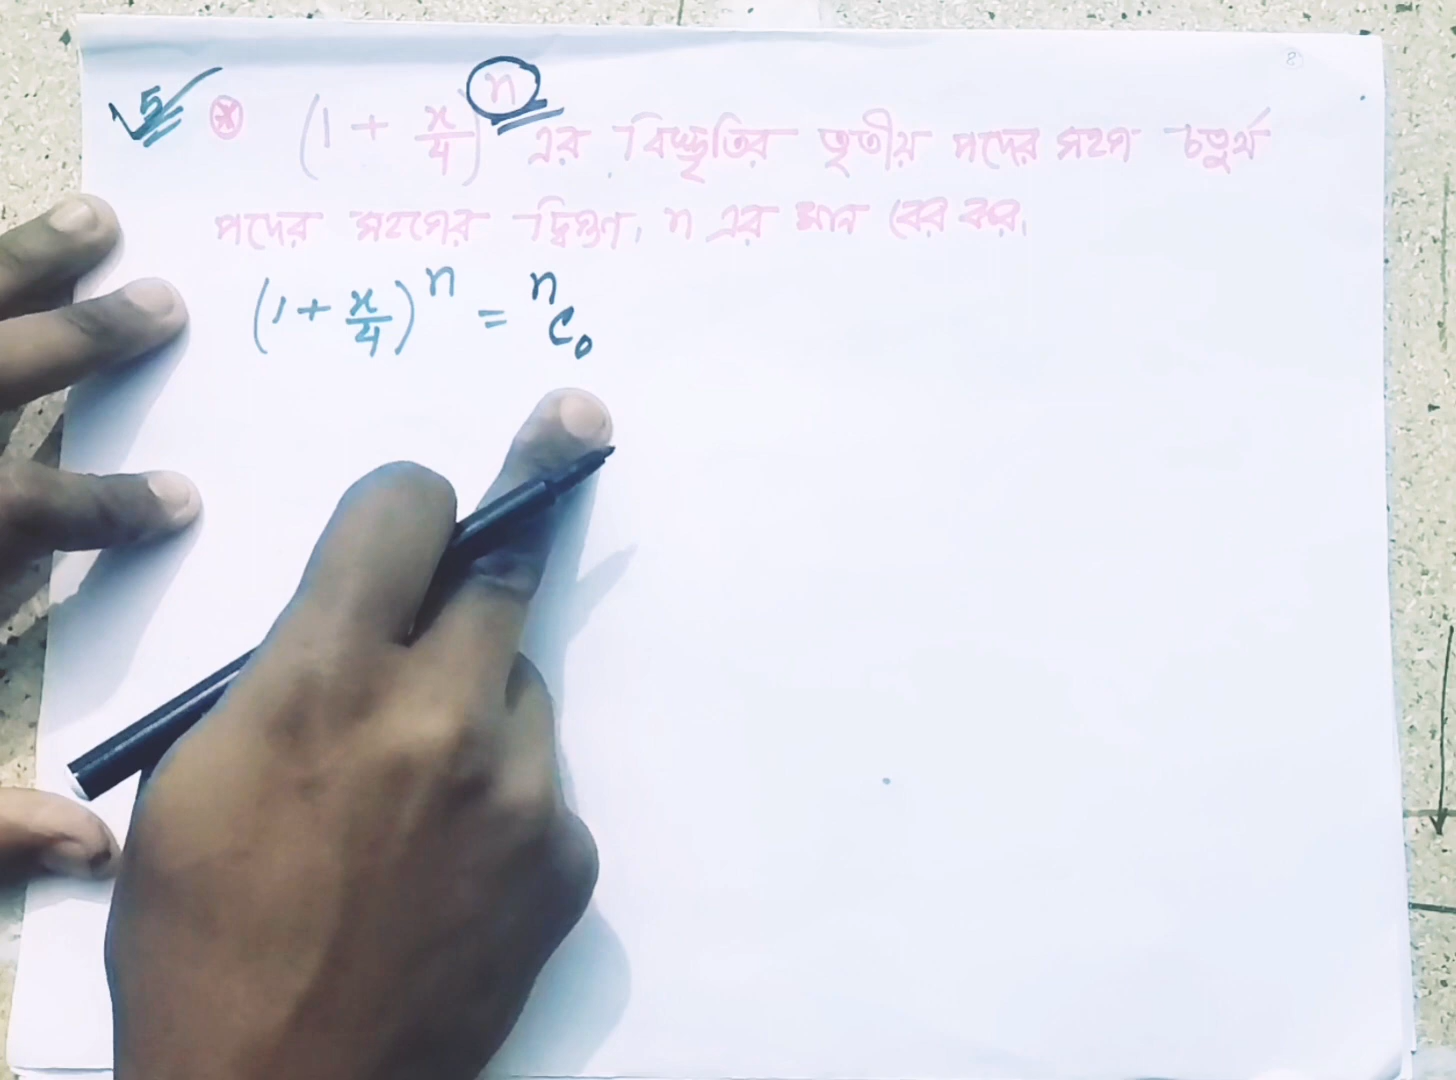 5 * (1 + x/4)^n এর বিস্তৃতির তৃতীয় পদের সহগ চতুর্থ
পদের সহগের দ্বিগুণ, n এর মান বের কর।
(1 + x/4)^n = ^nC₀